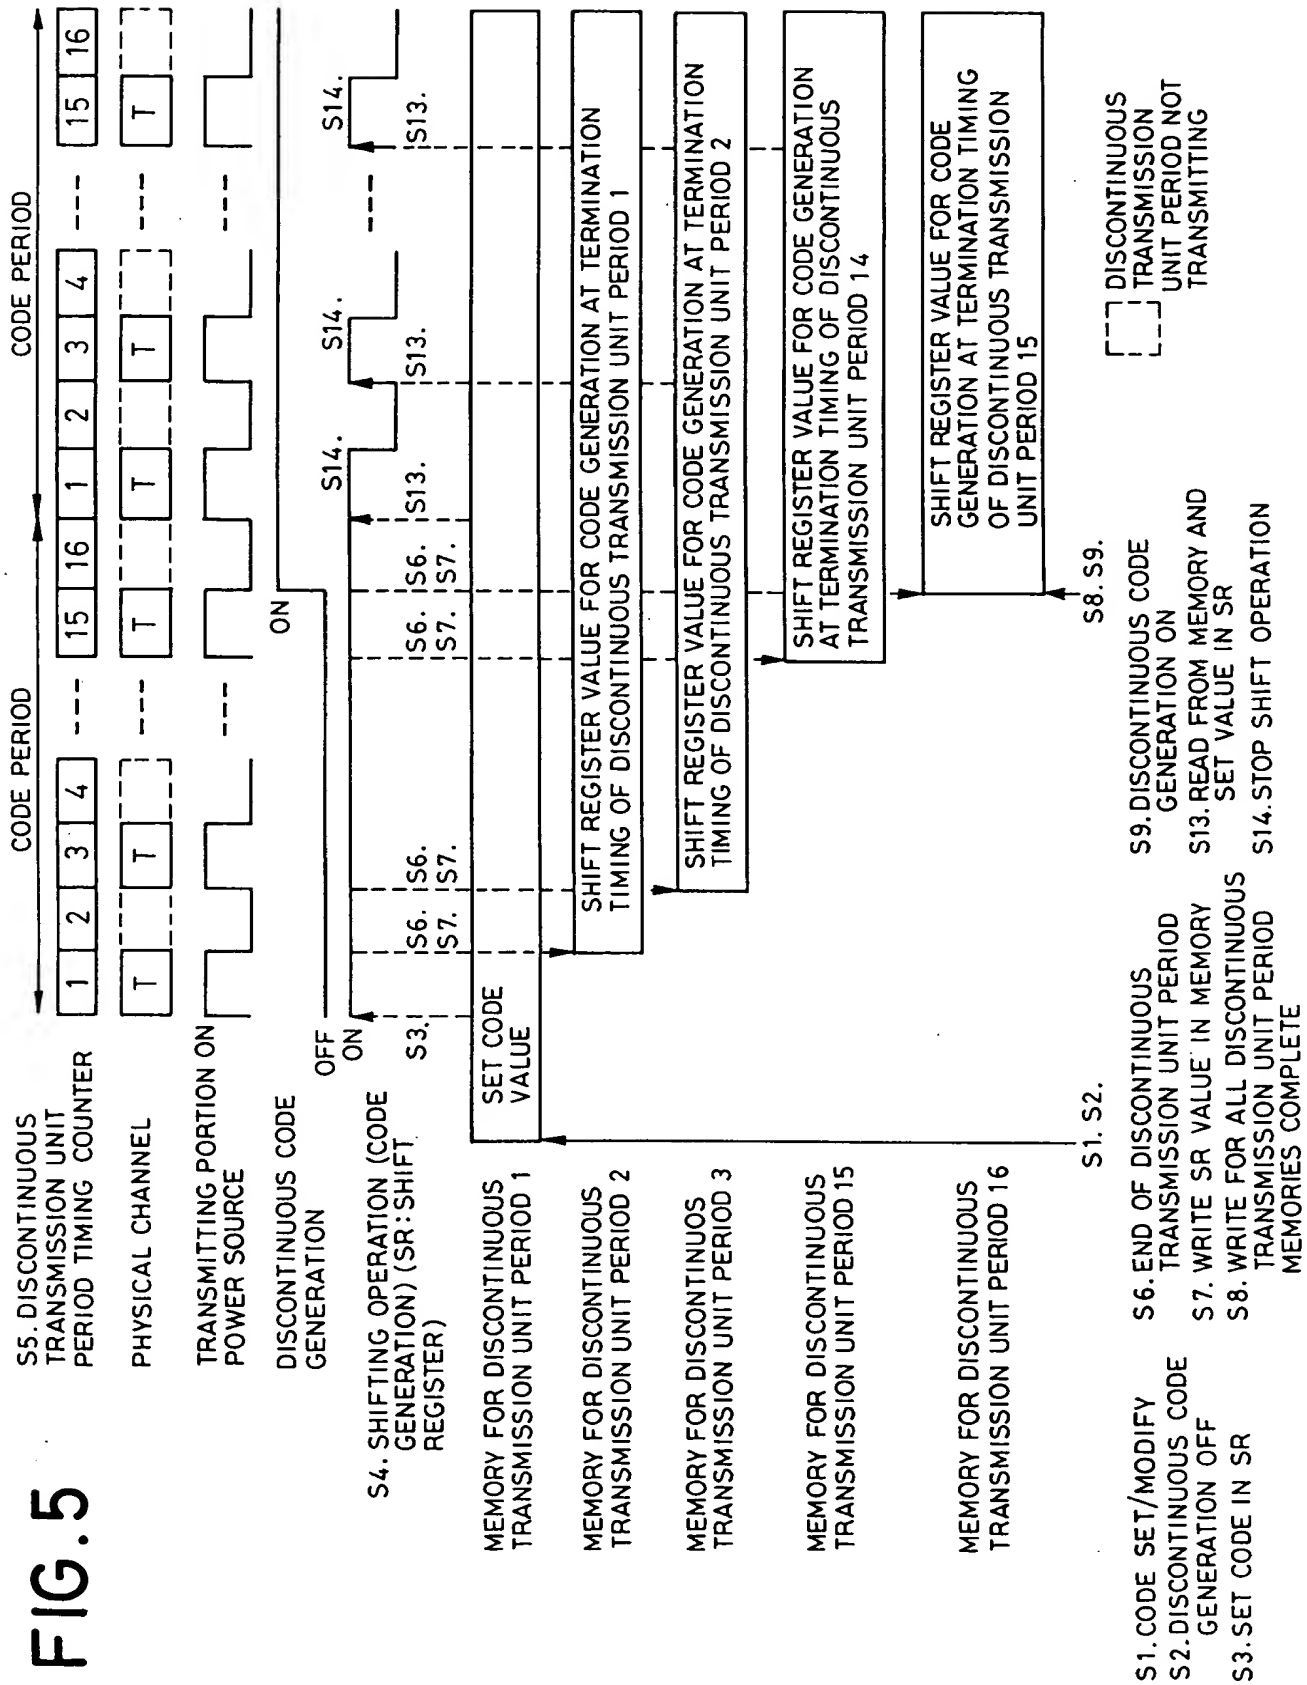 FIG.5
CODE PERIOD
CODE PERIOD
S5. DISCONTINUOUS
TRANSMISSION UNIT
PERIOD TIMING COUNTER
1 2 3 4 --- 15 16 1 2 3 4 --- 15 16
PHYSICAL CHANNEL
T T --- T T T --- T
TRANSMITTING PORTION ON
POWER SOURCE
--- ---
DISCONTINUOUS CODE
GENERATION
OFF
ON
S4. SHIFTING OPERATION (CODE
GENERATION) (SR:SHIFT
REGISTER)
ON
S14. S14. --- S14.
S3. S6. S6. S6. S6. S13. S13. S13.
S7. S7. S7. S7.
MEMORY FOR DISCONTINUOUS
TRANSMISSION UNIT PERIOD 1
SET CODE
VALUE
MEMORY FOR DISCONTINUOUS
TRANSMISSION UNIT PERIOD 2
SHIFT REGISTER VALUE FOR CODE GENERATION AT TERMINATION
TIMING OF DISCONTINUOUS TRANSMISSION UNIT PERIOD 1
MEMORY FOR DISCONTINUOS
TRANSMISSION UNIT PERIOD 3
SHIFT REGISTER VALUE FOR CODE GENERATION AT TERMINATION
TIMING OF DISCONTINUOUS TRANSMISSION UNIT PERIOD 2
MEMORY FOR DISCONTINUOUS
TRANSMISSION UNIT PERIOD 15
SHIFT REGISTER VALUE FOR CODE GENERATION
AT TERMINATION TIMING OF DISCONTINUOUS
TRANSMISSION UNIT PERIOD 14
MEMORY FOR DISCONTINUOUS
TRANSMISSION UNIT PERIOD 16
SHIFT REGISTER VALUE FOR CODE
GENERATION AT TERMINATION TIMING
OF DISCONTINUOUS TRANSMISSION
UNIT PERIOD 15
S1. S2.
S8. S9.
S1. CODE SET/MODIFY
S2. DISCONTINUOUS CODE
GENERATION OFF
S3. SET CODE IN SR
S6. END OF DISCONTINUOUS
TRANSMISSION UNIT PERIOD
S7. WRITE SR VALUE IN MEMORY
S8. WRITE FOR ALL DISCONTINUOUS
TRANSMISSION UNIT PERIOD
MEMORIES COMPLETE
S9. DISCONTINUOUS CODE
GENERATION ON
S13. READ FROM MEMORY AND
SET VALUE IN SR
S14. STOP SHIFT OPERATION
DISCONTINUOUS
TRANSMISSION
UNIT PERIOD NOT
TRANSMITTING